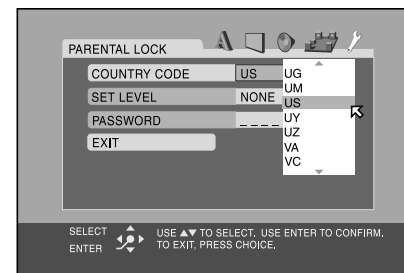 PARENTAL LOCK
COUNTRY CODE US
SET LEVEL NONE
PASSWORD _ _ _ _
EXIT
UG
UM
US
UY
UZ
VA
VC
SELECT
ENTER
USE ▲▼ TO SELECT, USE ENTER TO CONFIRM.
TO EXIT, PRESS CHOICE.